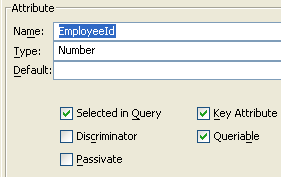 Attribute
Name: EmployeeId
Type: Number
Default:
Selected in Query Key Attribute
Discriminator Queriable
Passivate